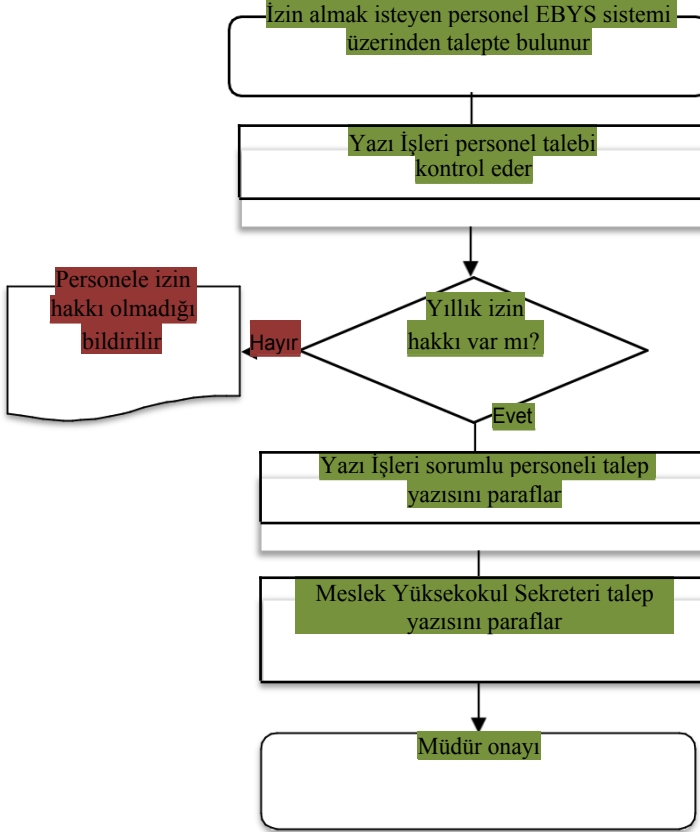 İzin almak isteyen personel EBYS sistemi
üzerinden talepte bulunur
Yazı İşleri personel talebi
kontrol eder
Personele izin
hakkı olmadığı
bildirilir
Hayır
Yıllık izin
hakkı var mı?
Evet
Yazı İşleri sorumlu personeli talep
yazısını paraflar
Meslek Yüksekokul Sekreteri talep
yazısını paraflar
Müdür onayı